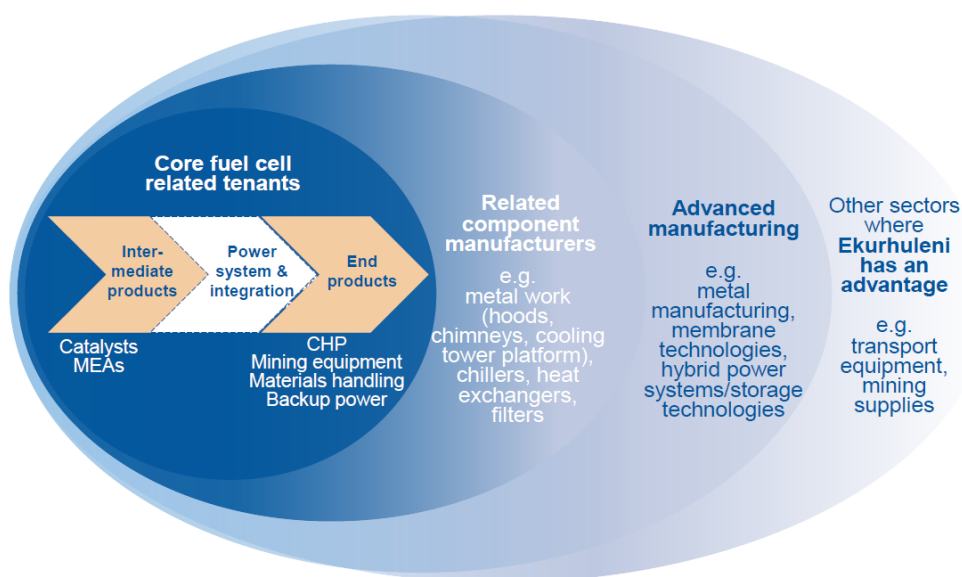 Core fuel cell
related tenants
Inter-
mediate
products
Power
system &
integration
End
products
Catalysts
MEAs
CHP
Mining equipment
Materials handling
Backup power
Related
component
manufacturers
e.g.
metal work
(hoods,
chimneys, cooling
tower platform),
chillers, heat
exchangers,
filters
Advanced
manufacturing
e.g.
metal
manufacturing,
membrane
technologies,
hybrid power
systems/storage
technologies
Other sectors
where
Ekurhuleni
has an
advantage
e.g.
transport
equipment,
mining
supplies